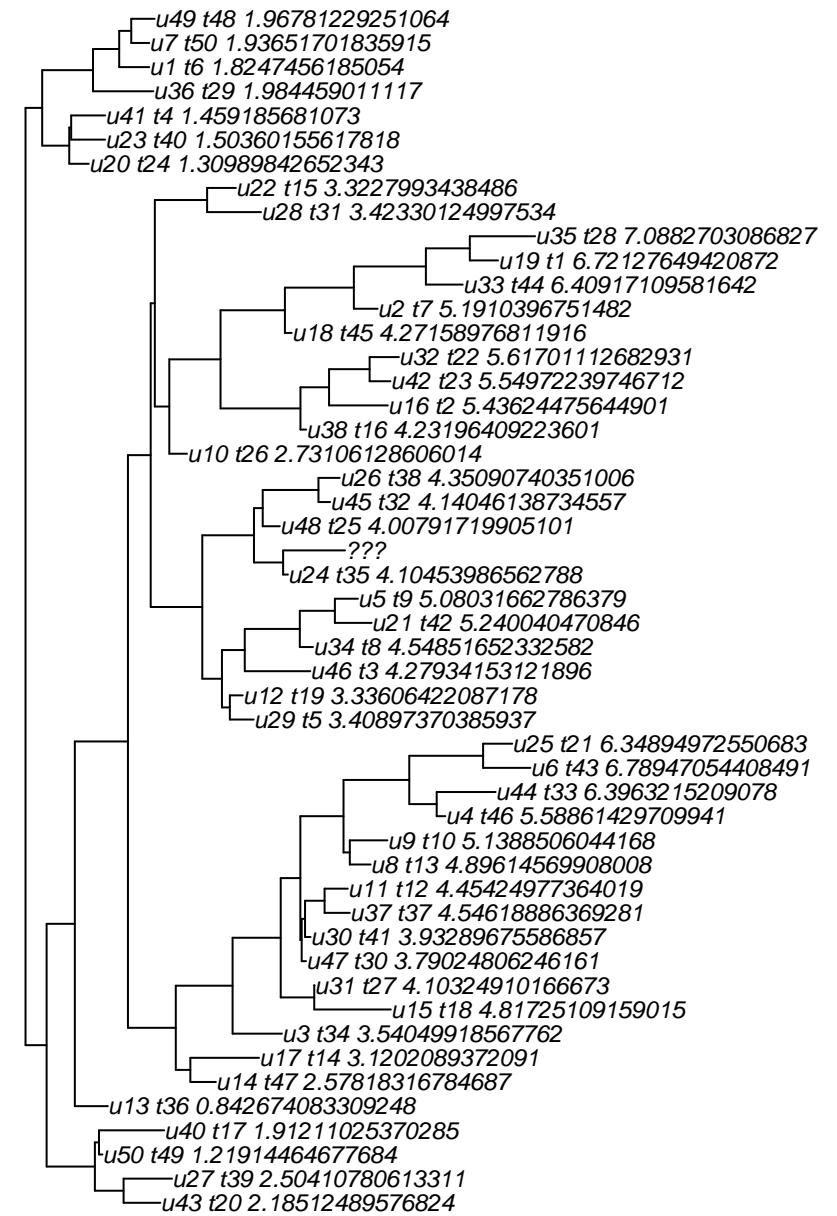 u49 t48 1.96781229251064
u7 t50 1.93651701835915
u1 t6 1.8247456185054
u36 t29 1.984459011117
u41 t4 1.459185681073
u23 t40 1.50360155617818
u20 t24 1.30989842652343
u22 t15 3.3227993438486
u28 t31 3.42330124997534
u35 t28 7.0882703086827
u19 t1 6.72127649420872
u33 t44 6.40917109581642
u2 t7 5.1910396751482
u18 t45 4.27158976811916
u32 t22 5.61701112682931
u42 t23 5.54972239746712
u16 t2 5.43624475644901
u38 t16 4.23196409223601
u10 t26 2.73106128606014
u26 t38 4.35090740351006
u45 t32 4.14046138734557
u48 t25 4.00791719905101
???
u24 t35 4.10453986562788
u5 t9 5.08031662786379
u21 t42 5.240040470846
u34 t8 4.54851652332582
u46 t3 4.27934153121896
u12 t19 3.33606422087178
u29 t5 3.40897370385937
u25 t21 6.34894972550683
u6 t43 6.78947054408491
u44 t33 6.3963215209078
u4 t46 5.58861429709941
u9 t10 5.1388506044168
u8 t13 4.89614569908008
u11 t12 4.45424977364019
u37 t37 4.54618886369281
u30 t41 3.93289675586857
u47 t30 3.79024806246161
u31 t27 4.10324910166673
u15 t18 4.81725109159015
u3 t34 3.54049918567762
u17 t14 3.1202089372091
u14 t47 2.57818316784687
u13 t36 0.842674083309248
u40 t17 1.91211025370285
u50 t49 1.21914464677684
u27 t39 2.50410780613311
u43 t20 2.18512489576824